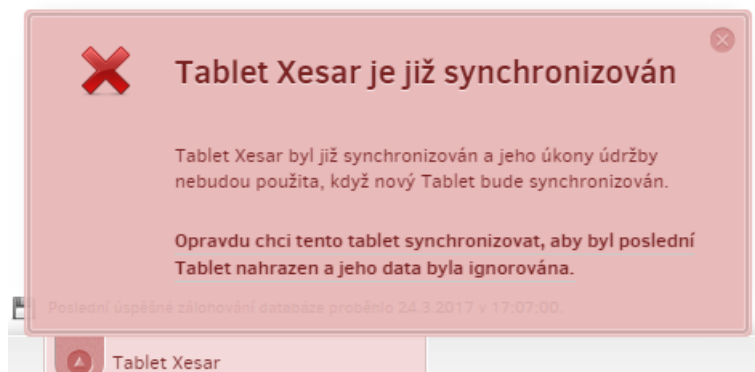 Tablet Xesar je již synchronizován
Tablet Xesar byl již synchronizován a jeho úkony údržby
nebudou použita, když nový Tablet bude synchronizován.
Opravdu chci tento tablet synchronizovat, aby byl poslední
Tablet nahrazen a jeho data byla ignorována.
Poslední úspěšné zálohování databáze proběhlo 24.3.2017 v 17:07:00.
Tablet Xesar